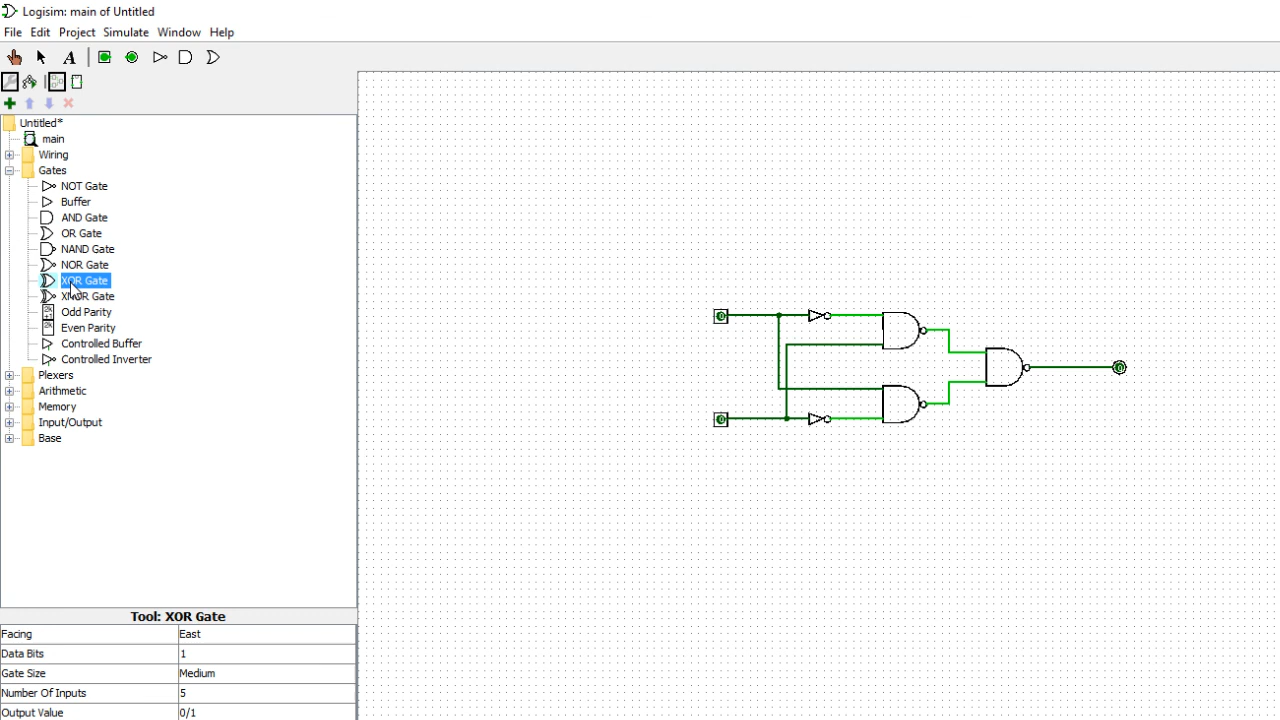 Logisim: main of Untitled
File Edit Project Simulate Window Help
A
Untitled*
main
Wiring
Gates
NOT Gate
Buffer
AND Gate
OR Gate
NAND Gate
NOR Gate
XOR Gate
XNOR Gate
Odd Parity
Even Parity
Controlled Buffer
Controlled Inverter
Plexers
Arithmetic
Memory
Input/Output
Base
Tool: XOR Gate
Facing East
Data Bits 1
Gate Size Medium
Number Of Inputs 5
Output Value 0/1